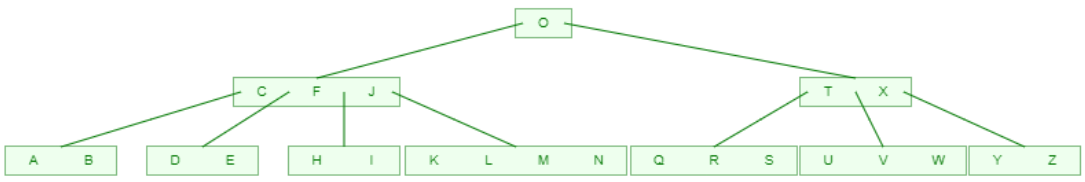 O
C F J
T X
A B
D E
H I
K L M N
Q R S
U V W
Y Z